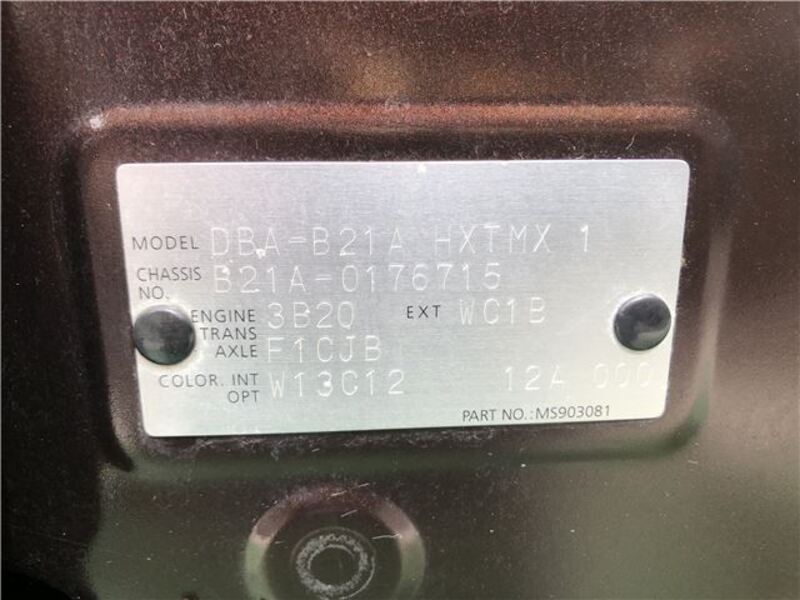 MODEL DBA-B21A HXTMX 1
CHASSIS NO. B21A-0176715
ENGINE 3B20 EXT WC1B
TRANS AXLE F1CJB
COLOR. INT OPT W13C12 12A 000
PART NO.:MS903081